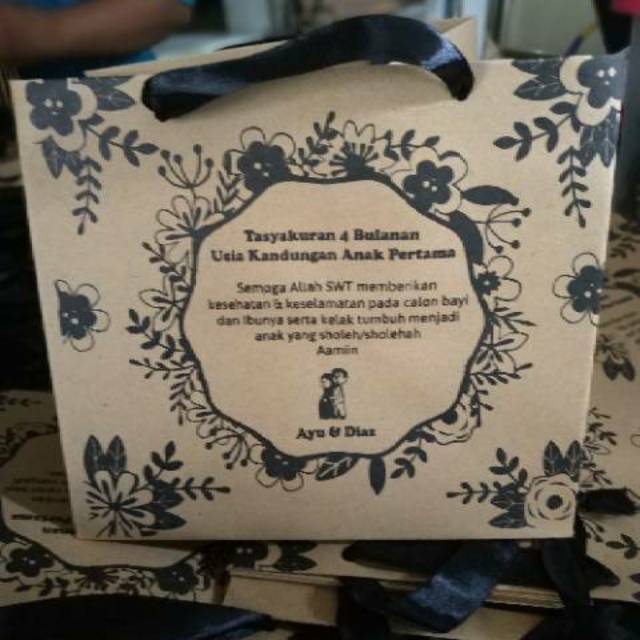 Tasyakuran 4 Bulanan
Usia Kandungan Anak Pertama
Semoga Allah SWT memberikan
kesehatan & keselamatan pada calon bayi
dan ibunya serta kelak tumbuh menjadi
anak yang sholeh/sholehah
Aamiin
Ayu & Diaz